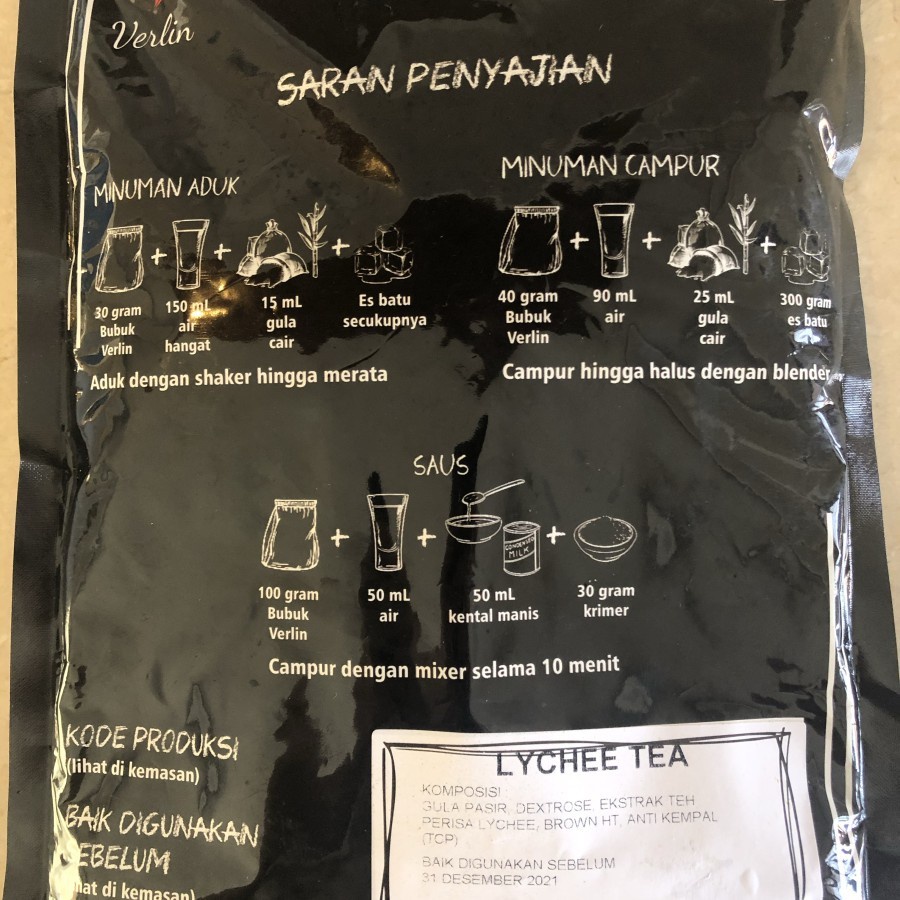 Verlin
SARAN PENYAJIAN
MINUMAN ADUK
30 gram
Bubuk
Verlin
150 mL
air
hangat
15 mL
gula
cair
Es batu
secukupnya
Aduk dengan shaker hingga merata
MINUMAN CAMPUR
40 gram
Bubuk
Verlin
90 mL
air
25 mL
gula
cair
300 gram
es batu
Campur hingga halus dengan blender
SAUS
CONDENSED
MILK
100 gram
Bubuk
Verlin
50 mL
air
50 mL
kental manis
30 gram
krimer
Campur dengan mixer selama 10 menit
KODE PRODUKSI
(lihat di kemasan)
BAIK DIGUNAKAN
SEBELUM
(lihat di kemasan)
LYCHEE TEA
KOMPOSISI :
GULA PASIR, DEXTROSE, EKSTRAK TEH
PERISA LYCHEE, BROWN HT, ANTI KEMPAL
(TCP)
BAIK DIGUNAKAN SEBELUM
31 DESEMBER 2021